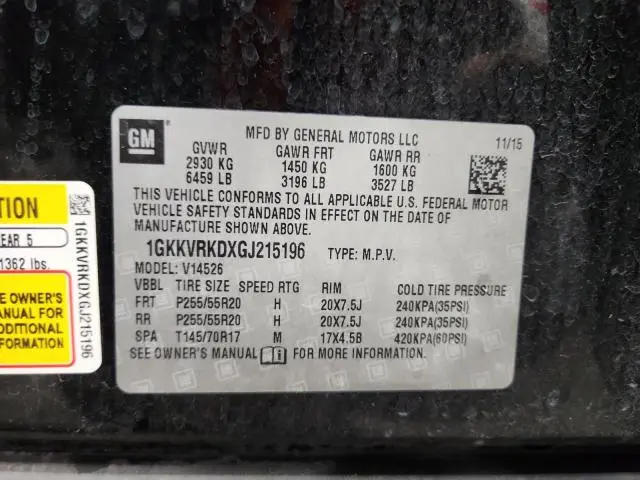 GM
MFD BY GENERAL MOTORS LLC
11/15
GVWR GAWR FRT GAWR RR
2930 KG 1450 KG 1600 KG
6459 LB 3196 LB 3527 LB
THIS VEHICLE CONFORMS TO ALL APPLICABLE U.S. FEDERAL MOTOR
VEHICLE SAFETY STANDARDS IN EFFECT ON THE DATE OF
MANUFACTURE SHOWN ABOVE.
1GKKVRKDXGJ215196 TYPE: M.P.V.
MODEL: V14526
VBBL TIRE SIZE SPEED RTG RIM COLD TIRE PRESSURE
FRT P255/55R20 H 20X7.5J 240KPA(35PSI)
RR P255/55R20 H 20X7.5J 240KPA(35PSI)
SPA T145/70R17 M 17X4.5B 420KPA(60PSI)
SEE OWNER'S MANUAL FOR MORE INFORMATION.
TION
EAR 5
1362 lbs.
E OWNER'S
UAL FOR
DDITIONAL
FORMATION
1GKKVRKDXGJ215196